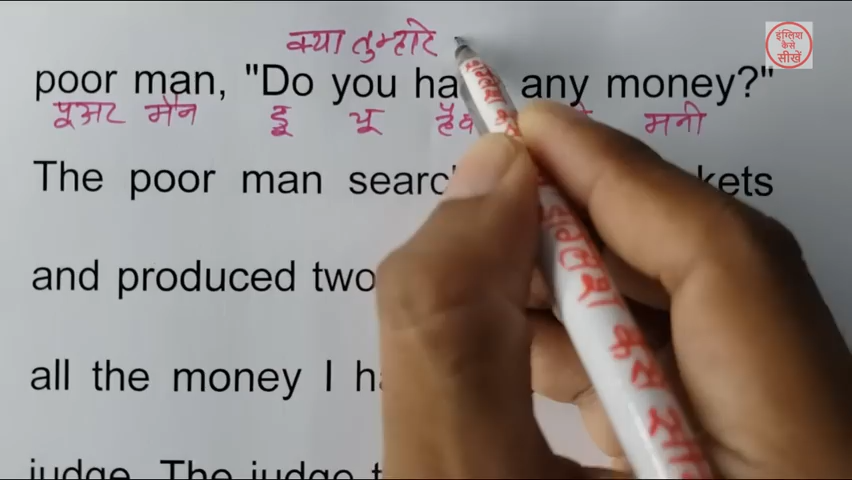 क्या तुम्हारे
poor man, "Do you ha any money?"
पूअर मैन डू यू हैव मनी
The poor man searc kets
and produced two
all the money I ha
judge. The judge t
इंग्लिश कैसे सीखें
इंग्लिश कैसे सी